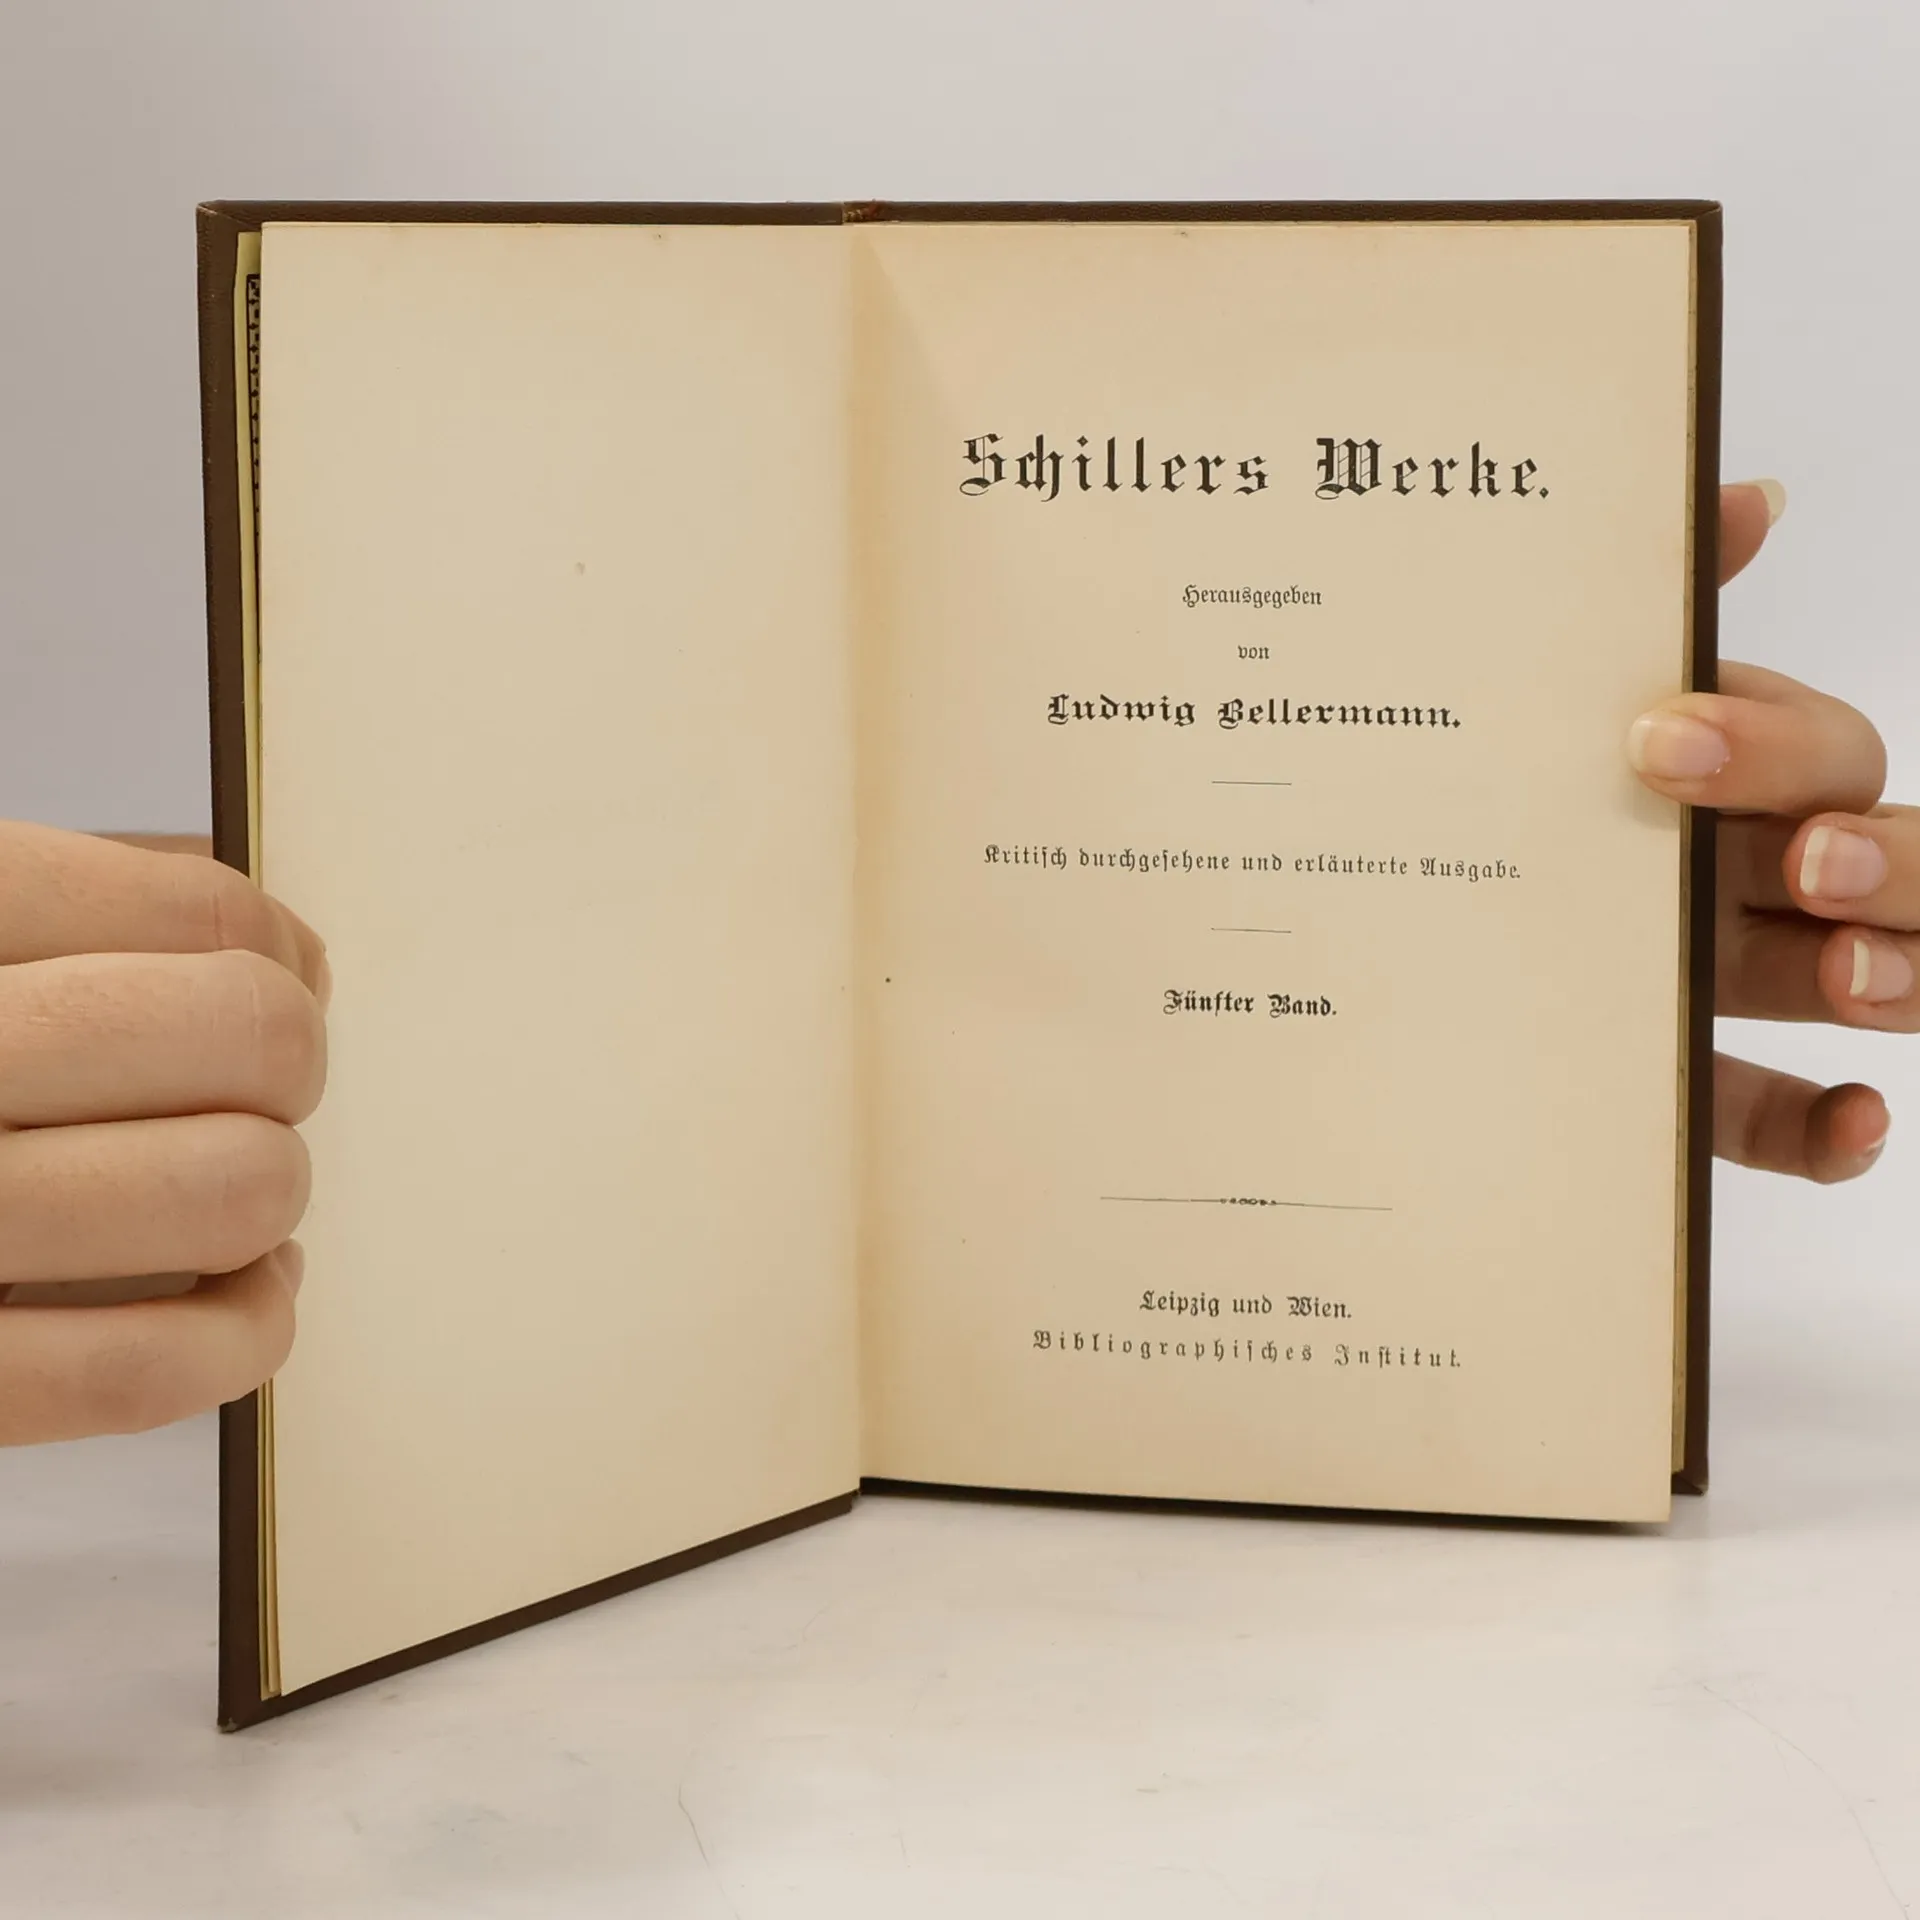 Schillers Werke.
Herausgegeben
von
Ludwig Bellermann.
Kritisch durchgesehene und erläuterte Ausgabe.
Fünfter Band.
Leipzig und Wien.
Bibliographisches Institut.